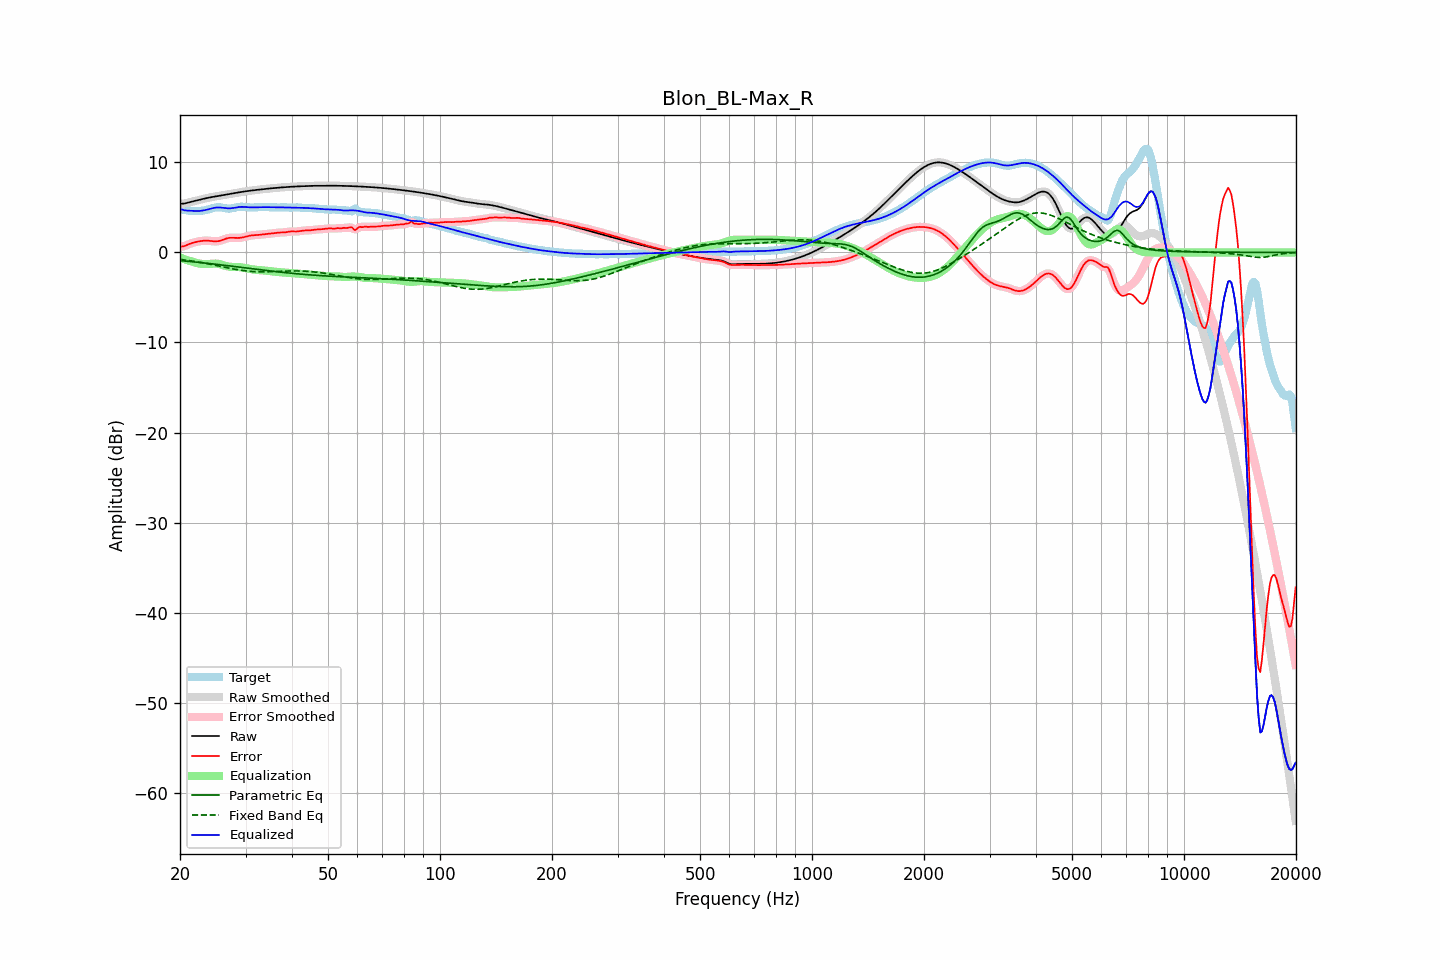 Blon_BL-Max_R
10
0
−10
−20
−30
−40
−50
−60
Amplitude (dBr)
Target
Raw Smoothed
Error Smoothed
Raw
Error
Equalization
Parametric Eq
Fixed Band Eq
Equalized
20 50 100 200 500 1000 2000 5000 10000 20000
Frequency (Hz)